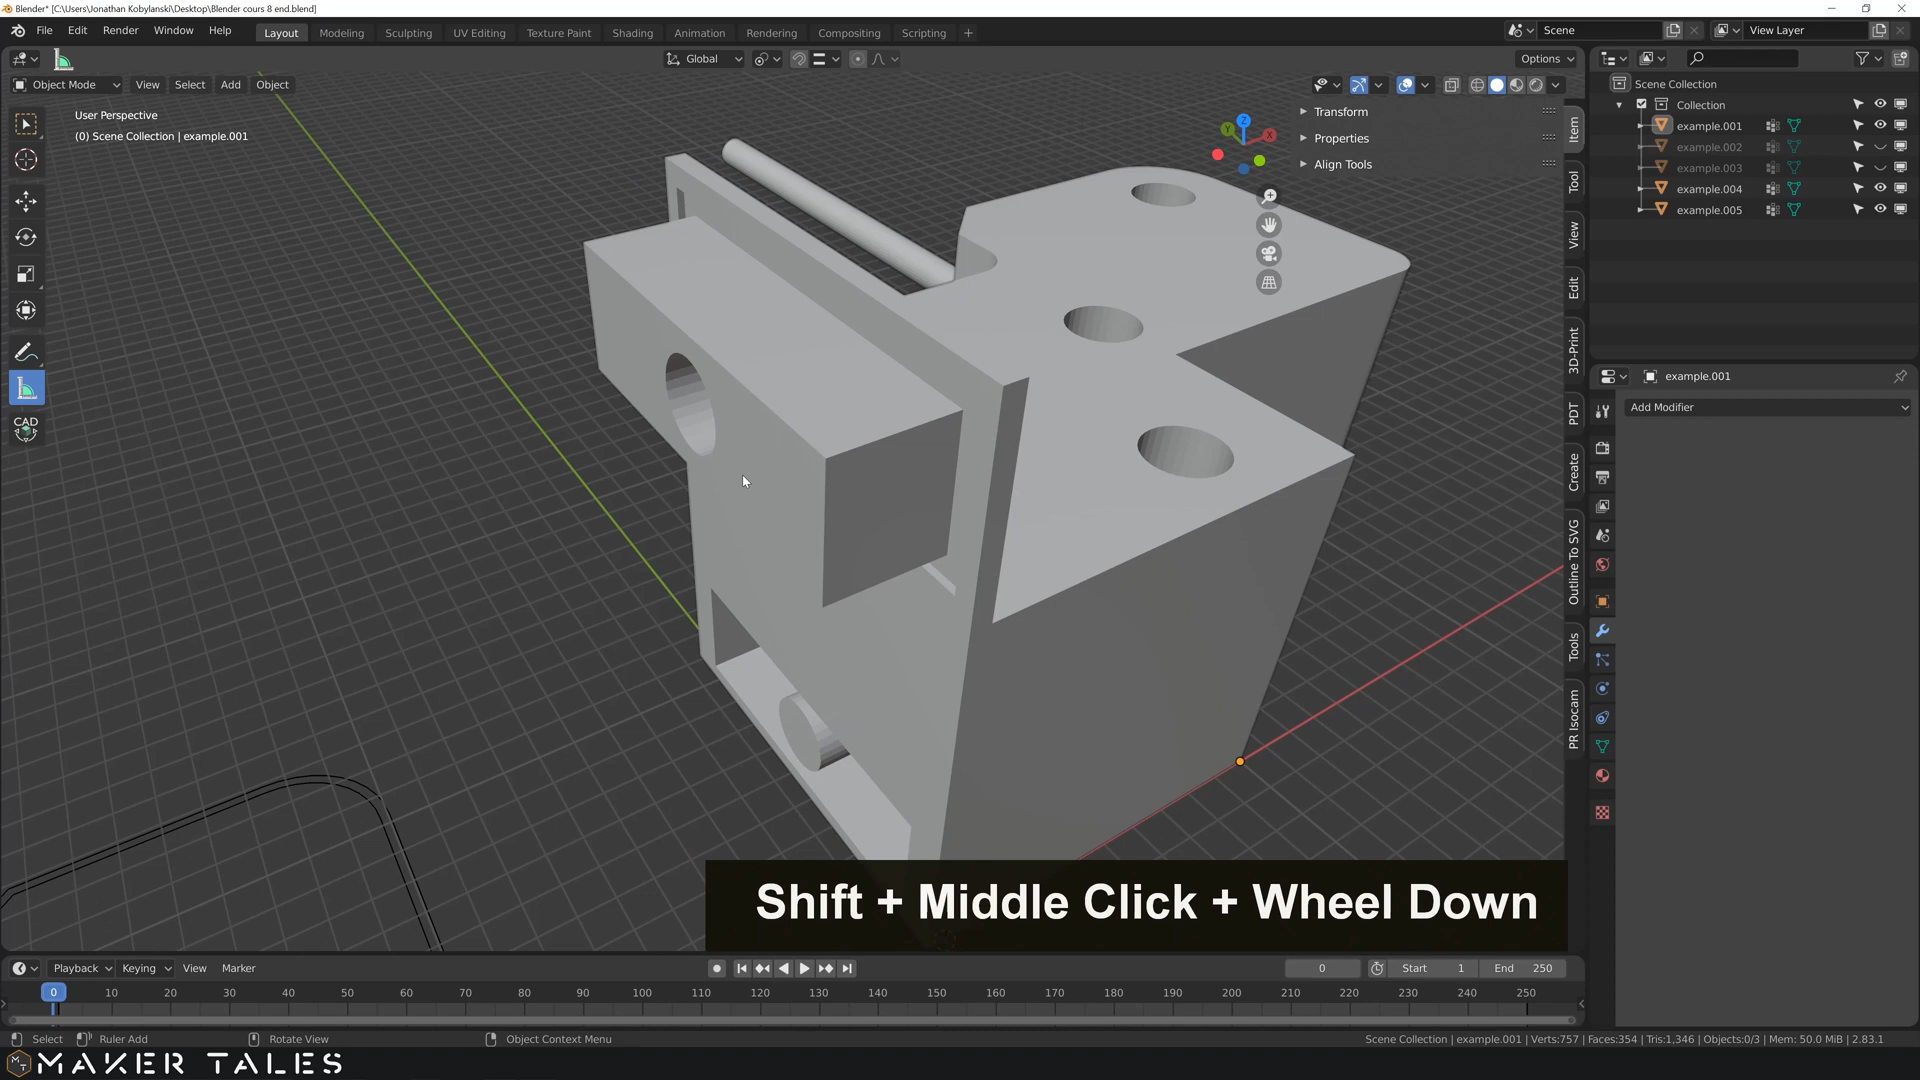 Blender* [C:\Users\Jonathan Kobylanski\Desktop\Blender cours 8 end.blend]
File Edit Render Window Help Layout Modeling Sculpting UV Editing Texture Paint Shading Animation Rendering Compositing Scripting + Scene View Layer
Global Options
Object Mode View Select Add Object
User Perspective
(0) Scene Collection | example.001
Transform
Properties
Align Tools
X
Y
Z
Item
Tool
View
Edit
3D-Print
PDT
Create
Outline To SVG
Tools
PR Isocam
CAD
Scene Collection
Collection
example.001
example.002
example.003
example.004
example.005
example.001
Add Modifier
Shift + Middle Click + Wheel Down
Playback Keying View Marker 0 Start 1 End 250
0 10 20 30 40 50 60 70 80 90 100 110 120 130 140 150 160 170 180 190 200 210 220 230 240 250
Select Ruler Add Rotate View Object Context Menu Scene Collection | example.001 | Verts:757 | Faces:354 | Tris:1,346 | Objects:0/3 | Mem: 50.0 MiB | 2.83.1
MT MAKER TALES